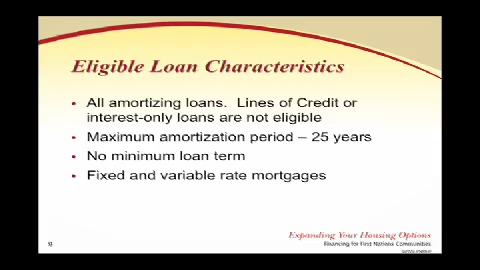 Eligible Loan Characteristics
• All amortizing loans. Lines of Credit or
interest-only loans are not eligible
• Maximum amortization period – 25 years
• No minimum loan term
• Fixed and variable rate mortgages
Expanding Your Housing Options
Financing for First Nations Communities